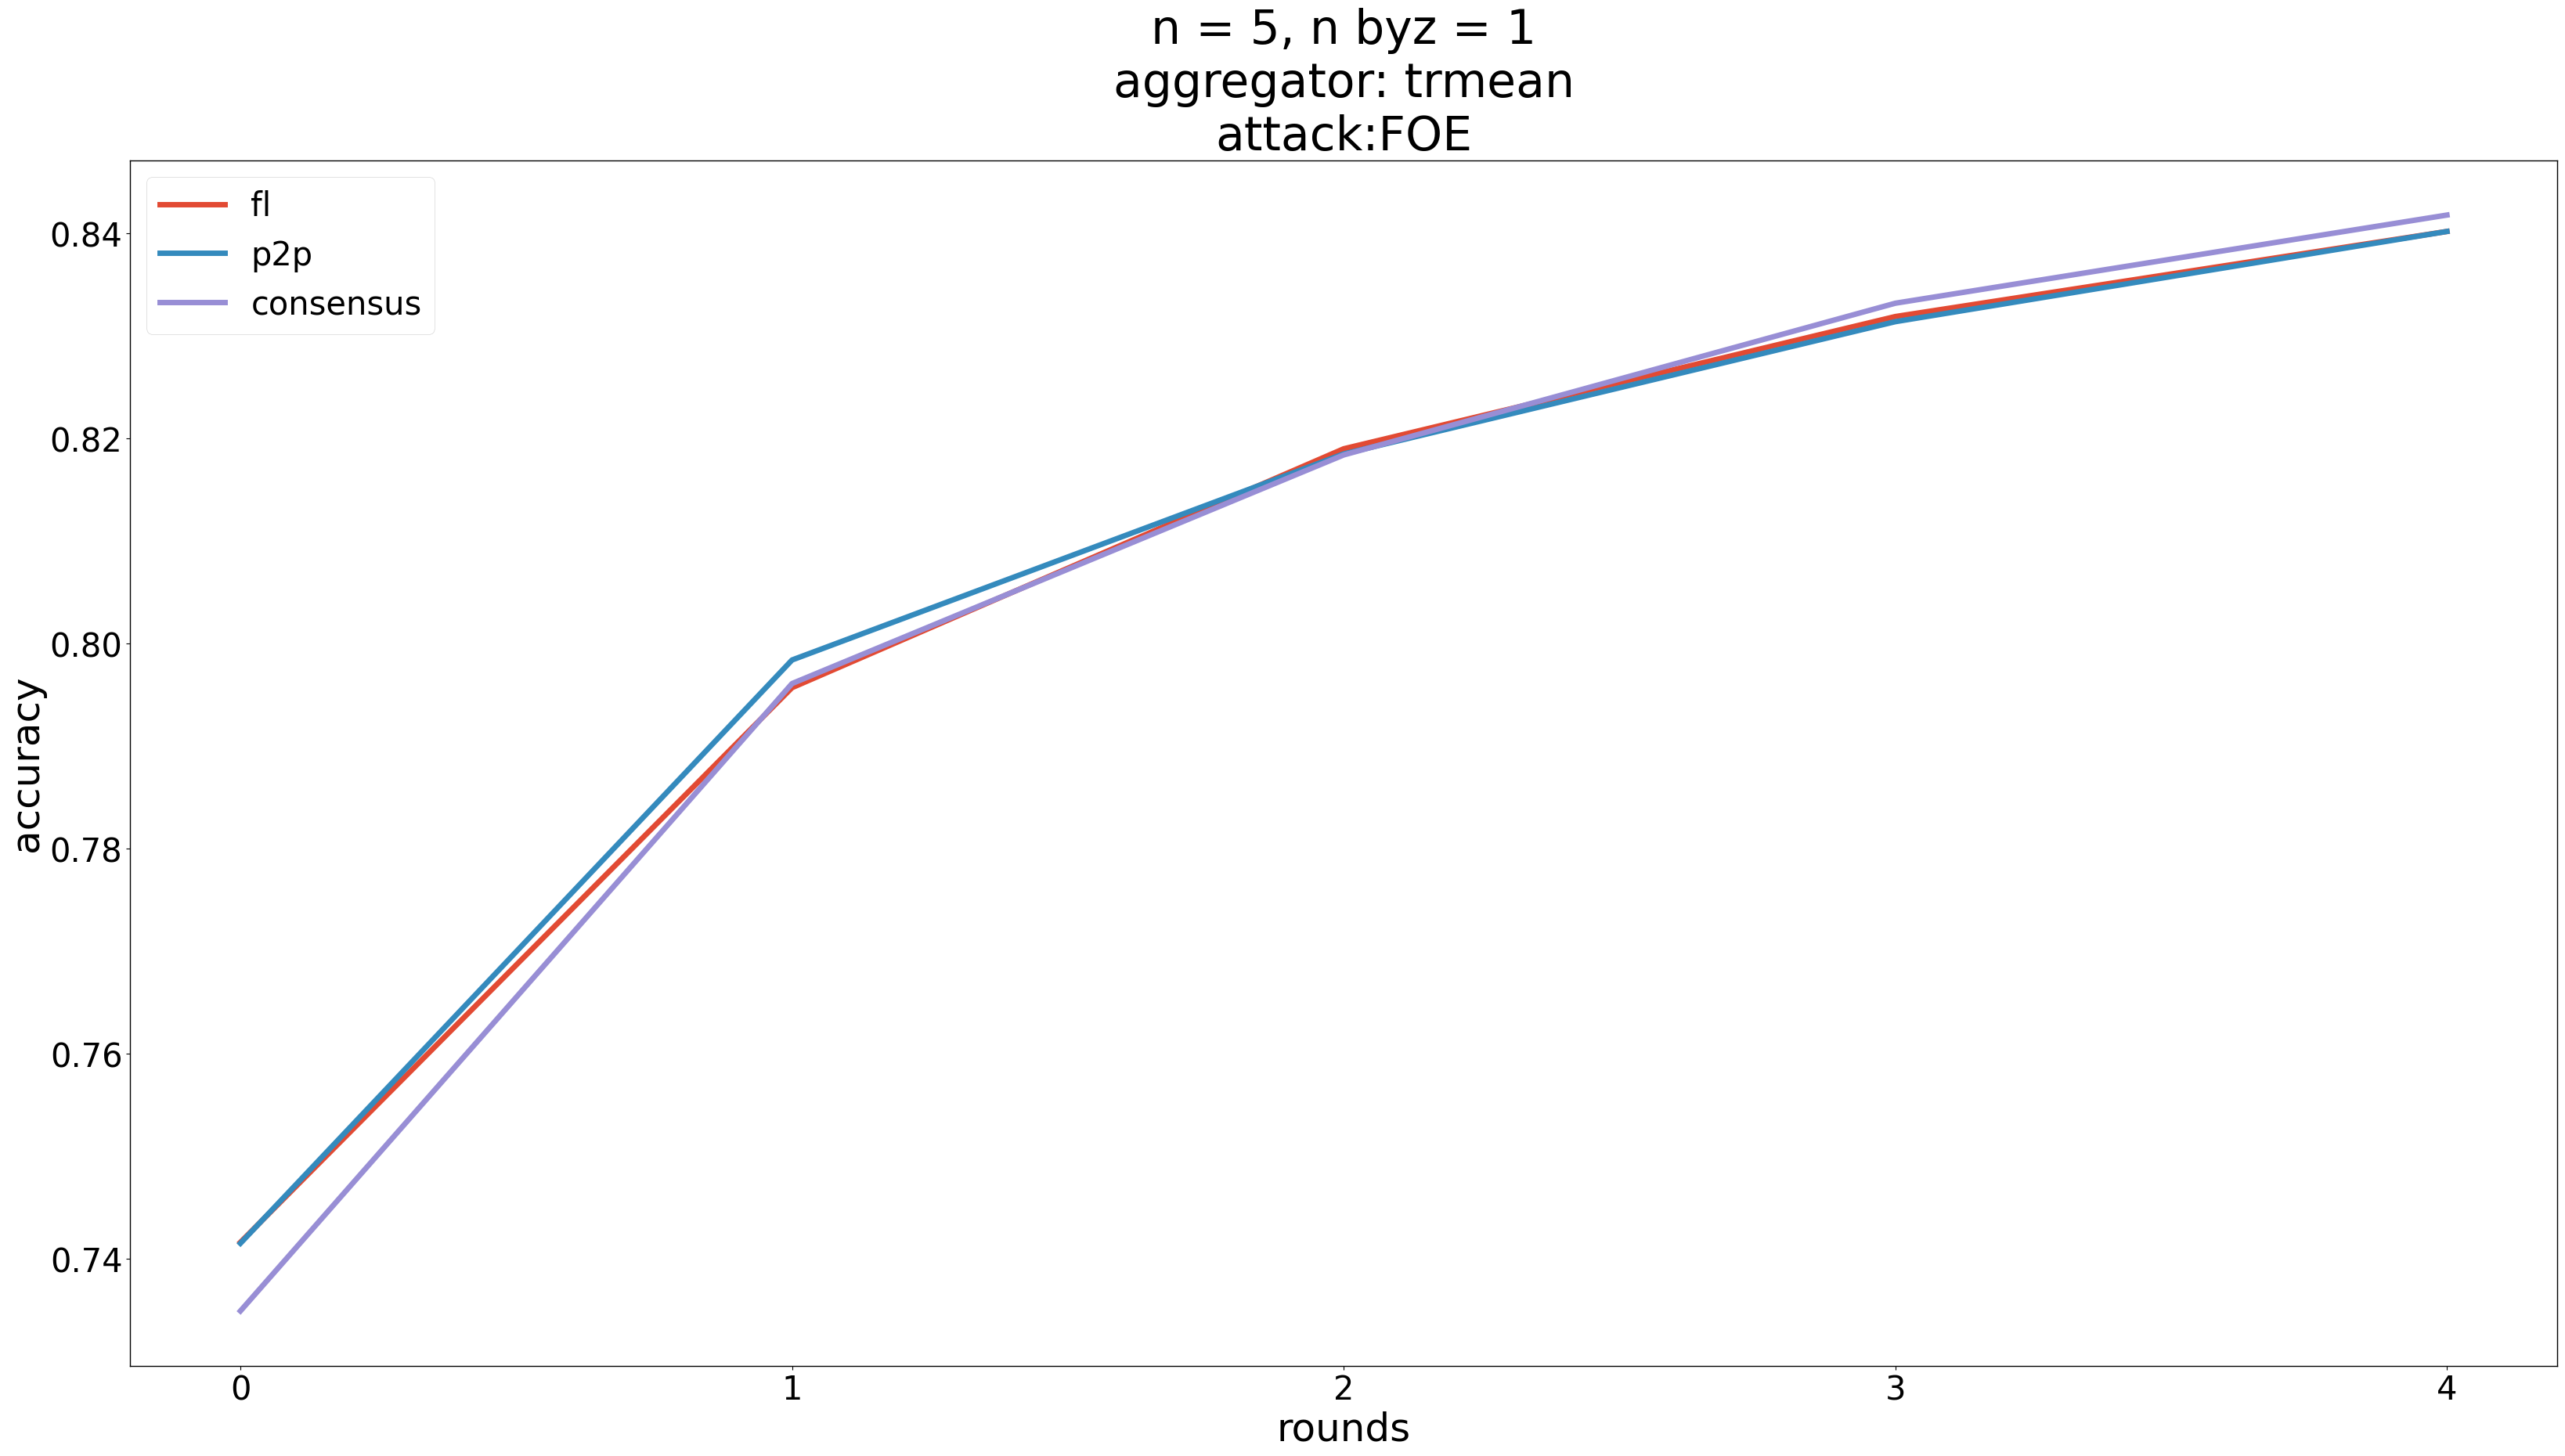 n = 5, n byz = 1
aggregator: trmean
attack:FOE
fl
p2p
consensus
accuracy
0.84
0.82
0.80
0.78
0.76
0.74
0 1 2 3 4
rounds